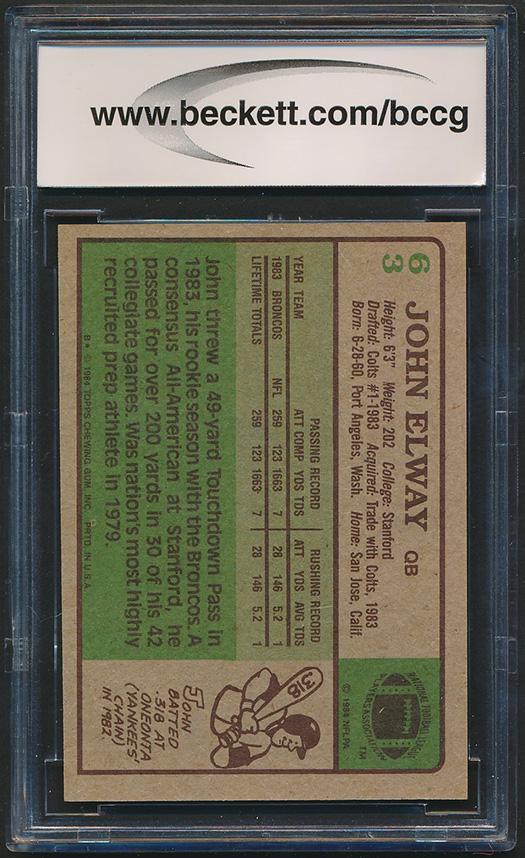 www.beckett.com/bccg
63
JOHN ELWAY QB
Height: 6'3" Weight: 202 College: Stanford
Drafted: Colts #1-1983 Acquired: Trade with Colts, 1983
Born: 6-28-60, Port Angeles, Wash. Home: San Jose, Calif.
NATIONAL FOOTBALL LEAGUE
PLAYERS ASSOCIATION
TM
© 1984 NFLPA
PASSING RECORD RUSHING RECORD
YEAR TEAM ATT COMP YDS TDS ATT YDS AVG TDS
1983 BRONCOS NFL 259 123 1663 7 28 146 5.2 1
LIFETIME TOTALS 259 123 1663 7 28 146 5.2 1
John threw a 49-yard Touchdown Pass in
1983, his rookie season with the Broncos. A
consensus All-American at Stanford, he
passed for over 200 yards in 30 of his 42
collegiate games. Was nation's most highly
recruited prep athlete in 1979.
318
JOHN
BATTED
.318 AT
ONEONTA
(YANKEES'
CHAIN)
IN 1982!
B* © 1984 TOPPS CHEWING GUM, INC. PRTD. IN U.S.A.